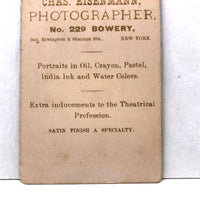 CHAS. EISENMANN,
PHOTOGRAPHER,
No. 229 BOWERY,
Bet. Rivington & Stanton Sts., NEW YORK.
Portraits in Oil, Crayon, Pastel,
India Ink and Water Colors.
Extra inducements to the Theatrical
Profession.
SATIN FINISH A SPECIALTY.